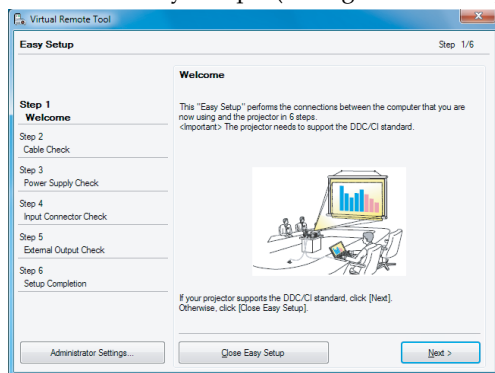 Virtual Remote Tool
Easy Setup
Step 1/6
Welcome
Step 1
Welcome
Step 2
Cable Check
Step 3
Power Supply Check
Step 4
Input Connector Check
Step 5
External Output Check
Step 6
Setup Completion
This "Easy Setup" performs the connections between the computer that you are
now using and the projector in 6 steps.
<Important> The projector needs to support the DDC/CI standard.
If your projector supports the DDC/CI standard, click [Next].
Otherwise, click [Close Easy Setup].
Administrator Settings...
Close Easy Setup
Next >